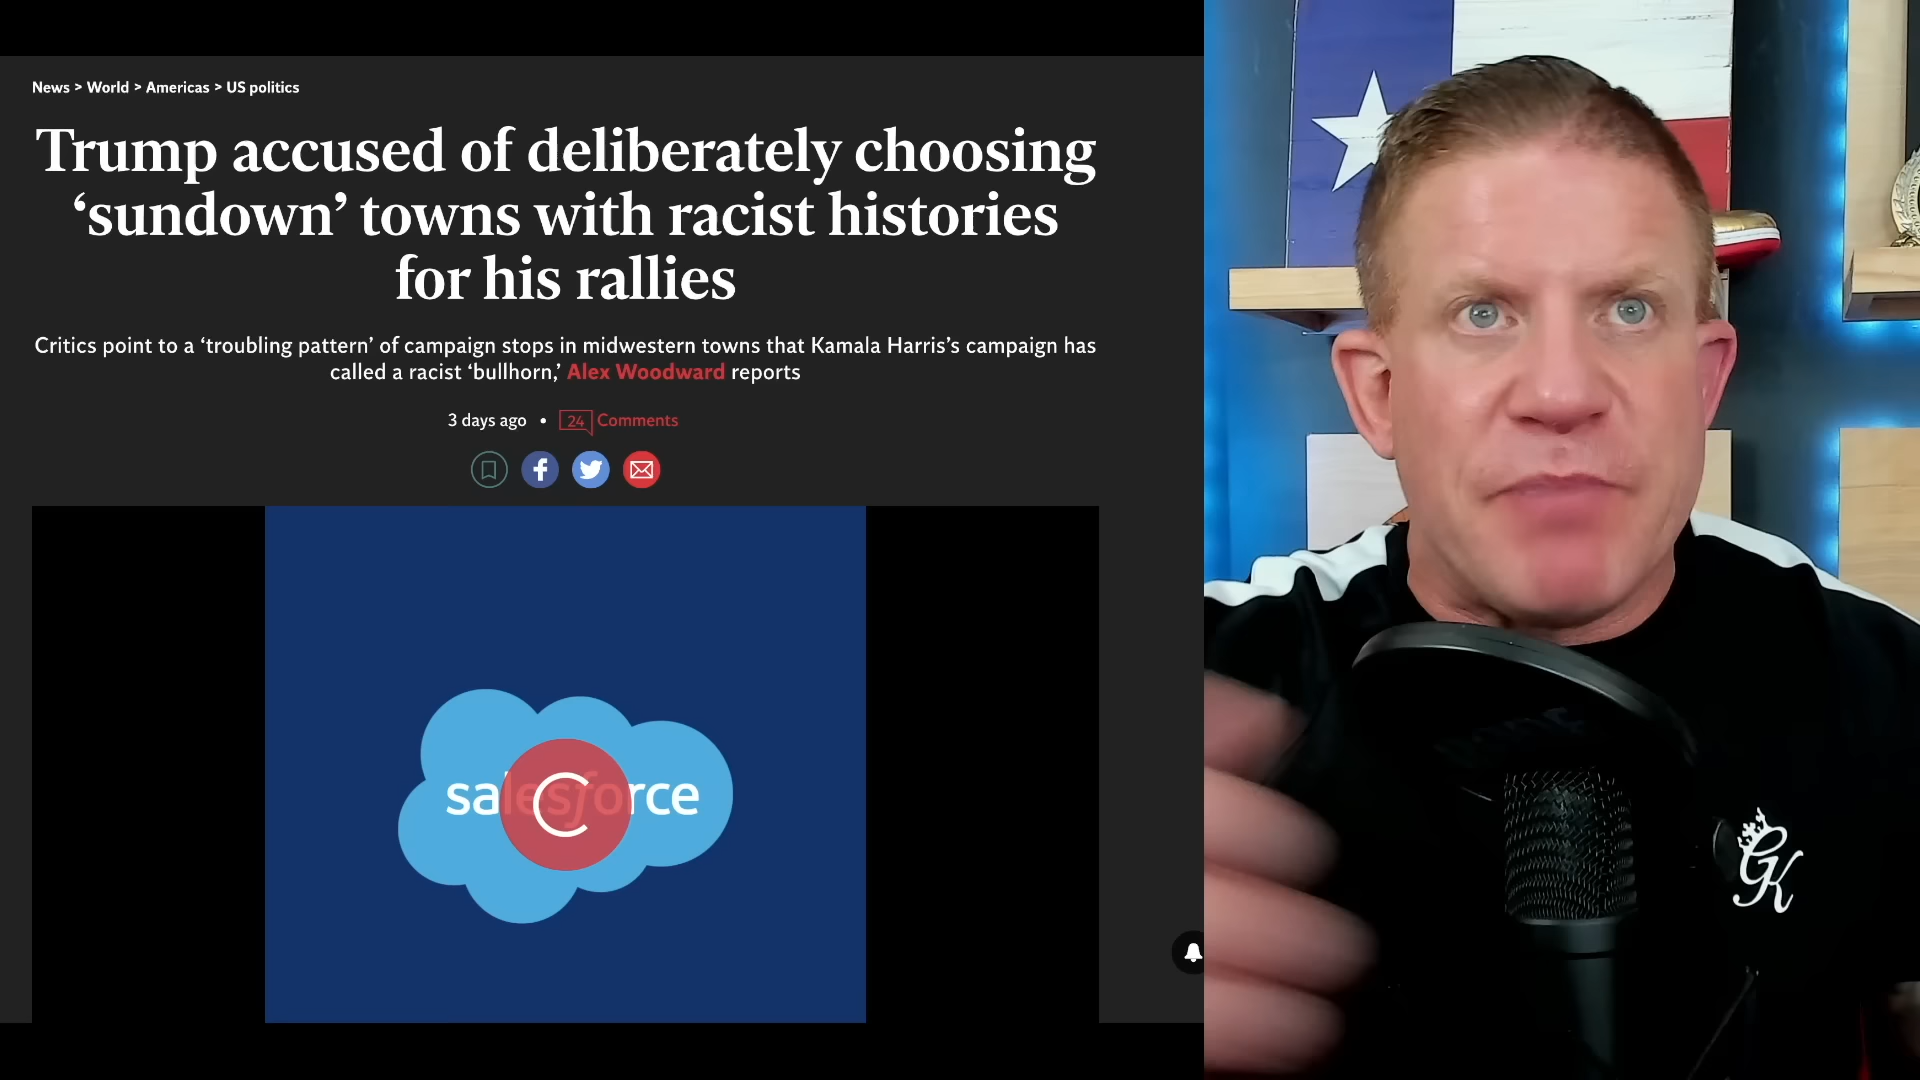 News > World > Americas > US politics
Trump accused of deliberately choosing
‘sundown’ towns with racist histories
for his rallies
Critics point to a ‘troubling pattern’ of campaign stops in midwestern towns that Kamala Harris’s campaign has
called a racist ‘bullhorn,’ Alex Woodward reports
3 days ago • 24 Comments
salesforce
GK